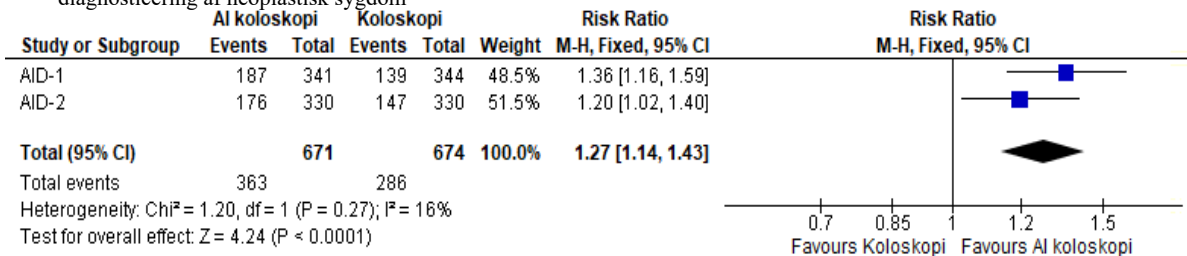 diagnosticering af neoplastisk sygdom
AI koloskopi Koloskopi Risk Ratio Risk Ratio
Study or Subgroup Events Total Events Total Weight M-H, Fixed, 95% CI M-H, Fixed, 95% CI
AID-1 187 341 139 344 48.5% 1.36 [1.16, 1.59]
AID-2 176 330 147 330 51.5% 1.20 [1.02, 1.40]
Total (95% CI) 671 674 100.0% 1.27 [1.14, 1.43]
Total events 363 286
Heterogeneity: Chi² = 1.20, df = 1 (P = 0.27); I² = 16%
Test for overall effect: Z = 4.24 (P < 0.0001)
0.7 0.85 1 1.2 1.5
Favours Koloskopi Favours AI koloskopi